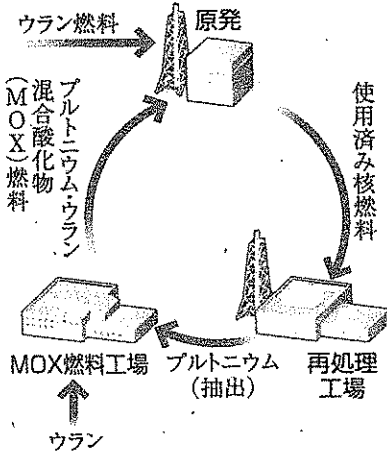 ウラン燃料
原発
プルトニウム・ウラン
混合酸化物
(MOX)燃料
使用済み核燃料
MOX燃料工場
プルトニウム
(抽出)
再処理
工場
ウラン